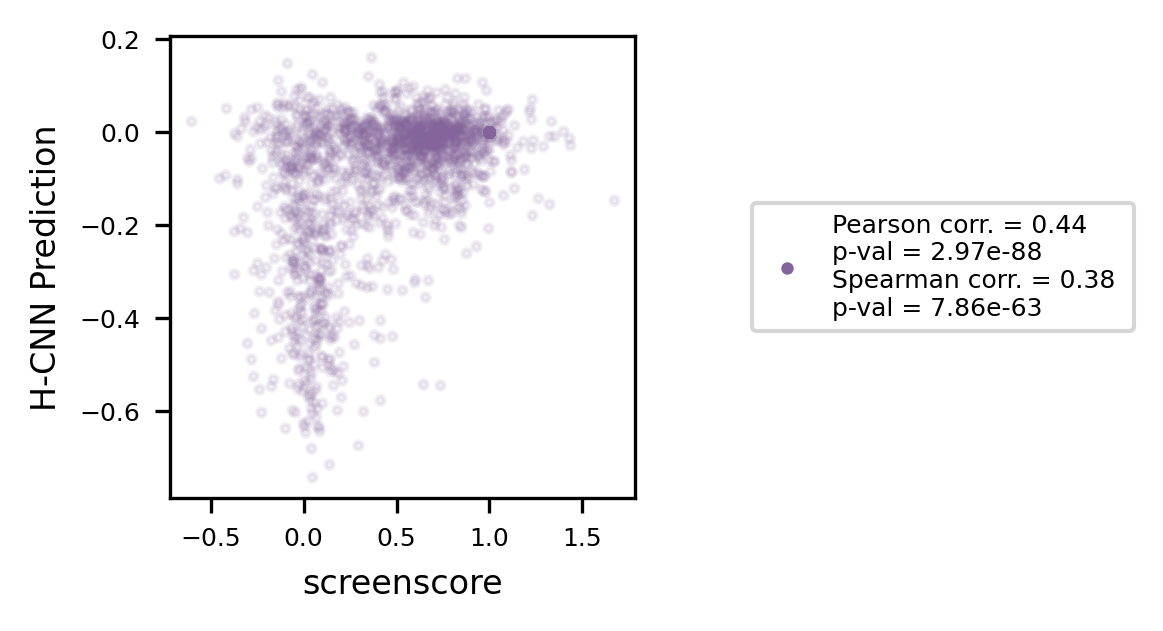 0.2
0.0
−0.2
−0.4
−0.6
H-CNN Prediction
−0.5
0.0
0.5
1.0
1.5
screenscore
Pearson corr. = 0.44
p-val = 2.97e-88
Spearman corr. = 0.38
p-val = 7.86e-63